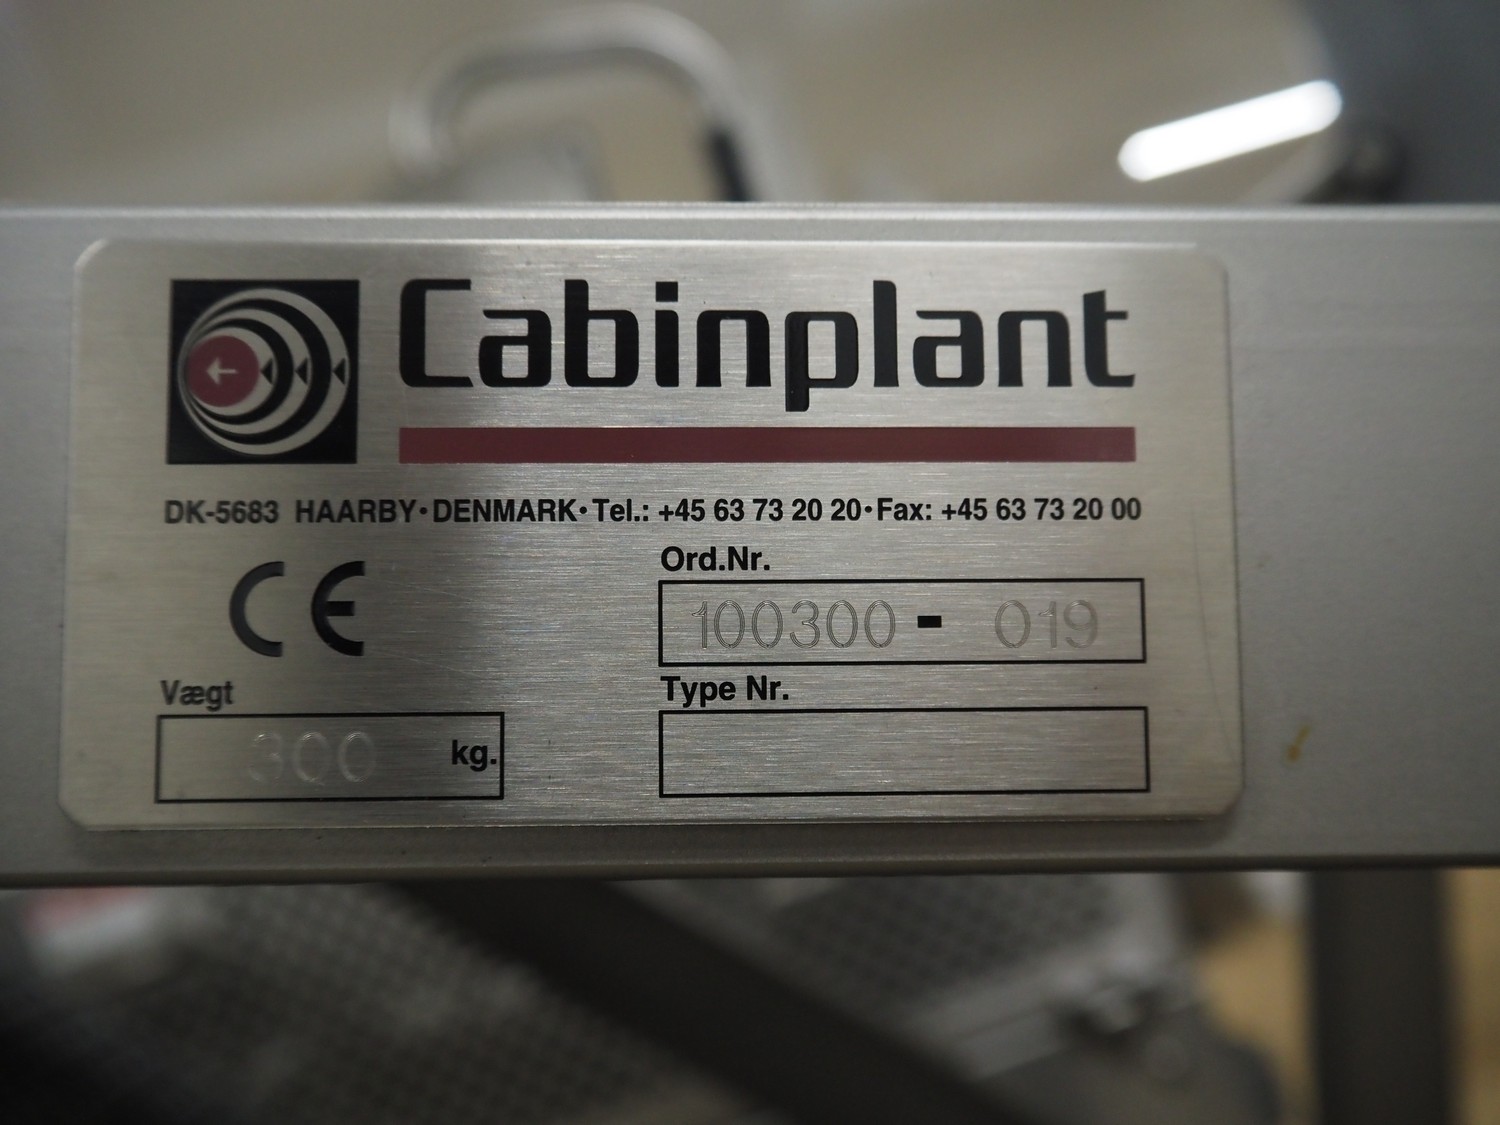 Cabinplant
DK-5683 HAARBY·DENMARK·Tel.: +45 63 73 20 20·Fax: +45 63 73 20 00
CE
Ord.Nr.
100300 - 019
Vægt
300 kg.
Type Nr.